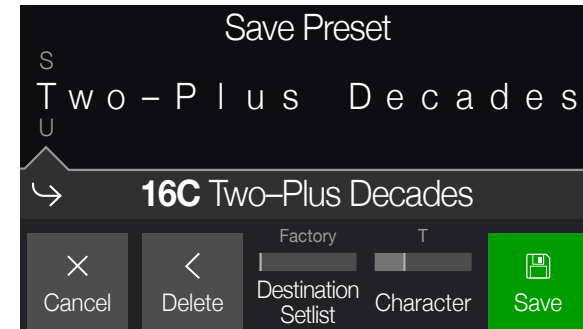 Save Preset
S
Two–Plus Decades
U
16C Two–Plus Decades
Factory
T
Cancel
Delete
Destination
Setlist
Character
Save